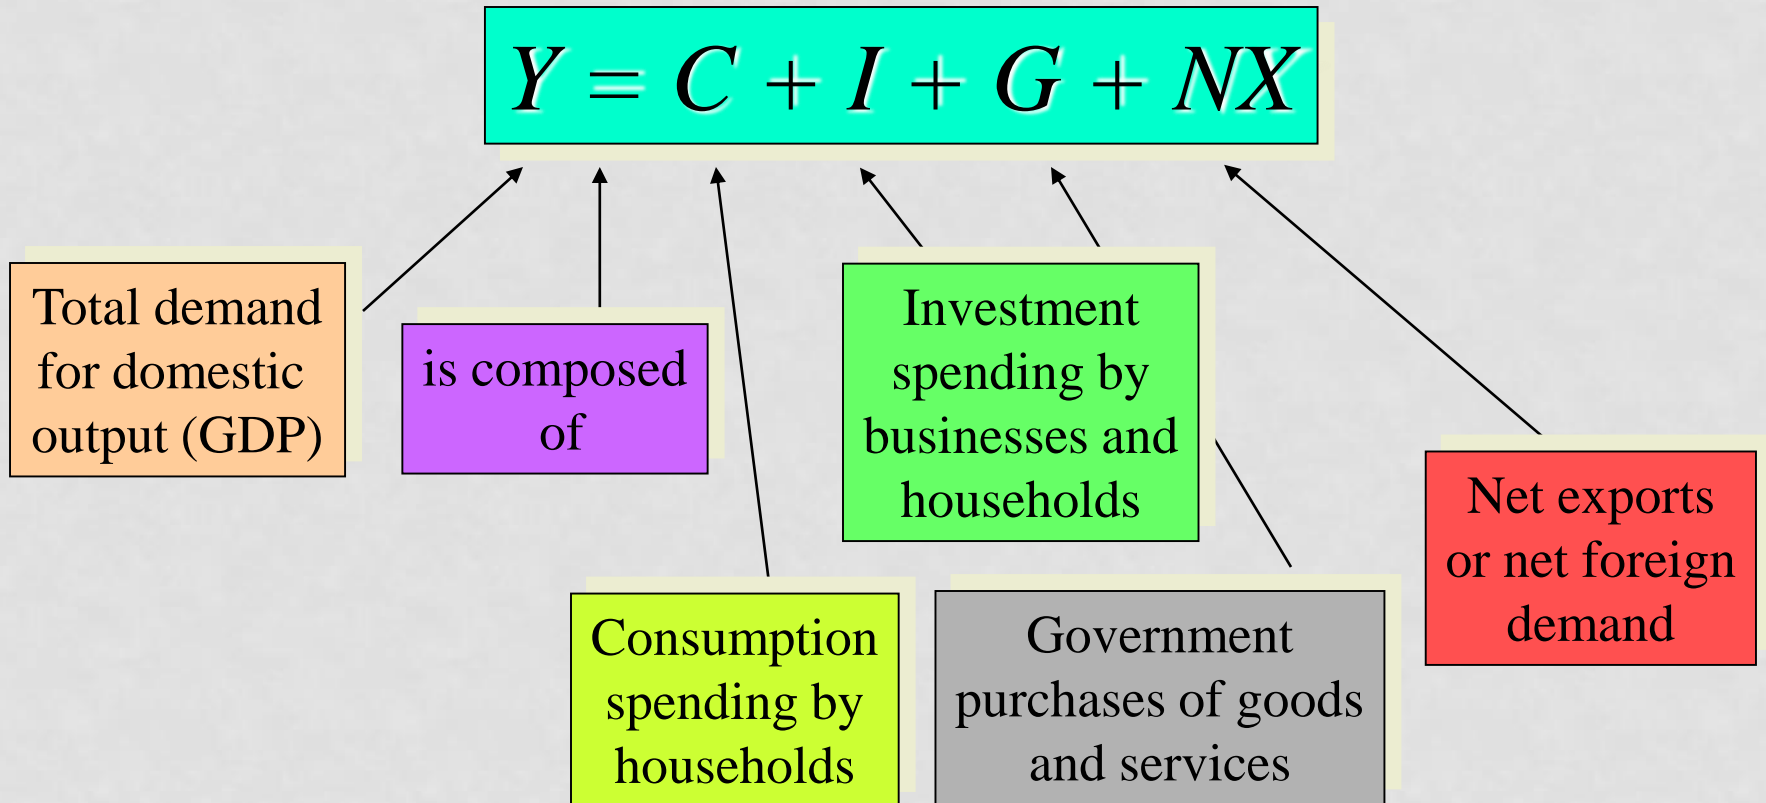 Y = C + I + G + NX
Total demand
for domestic
output (GDP)
is composed
of
Consumption
spending by
households
Investment
spending by
businesses and
households
Government
purchases of goods
and services
Net exports
or net foreign
demand